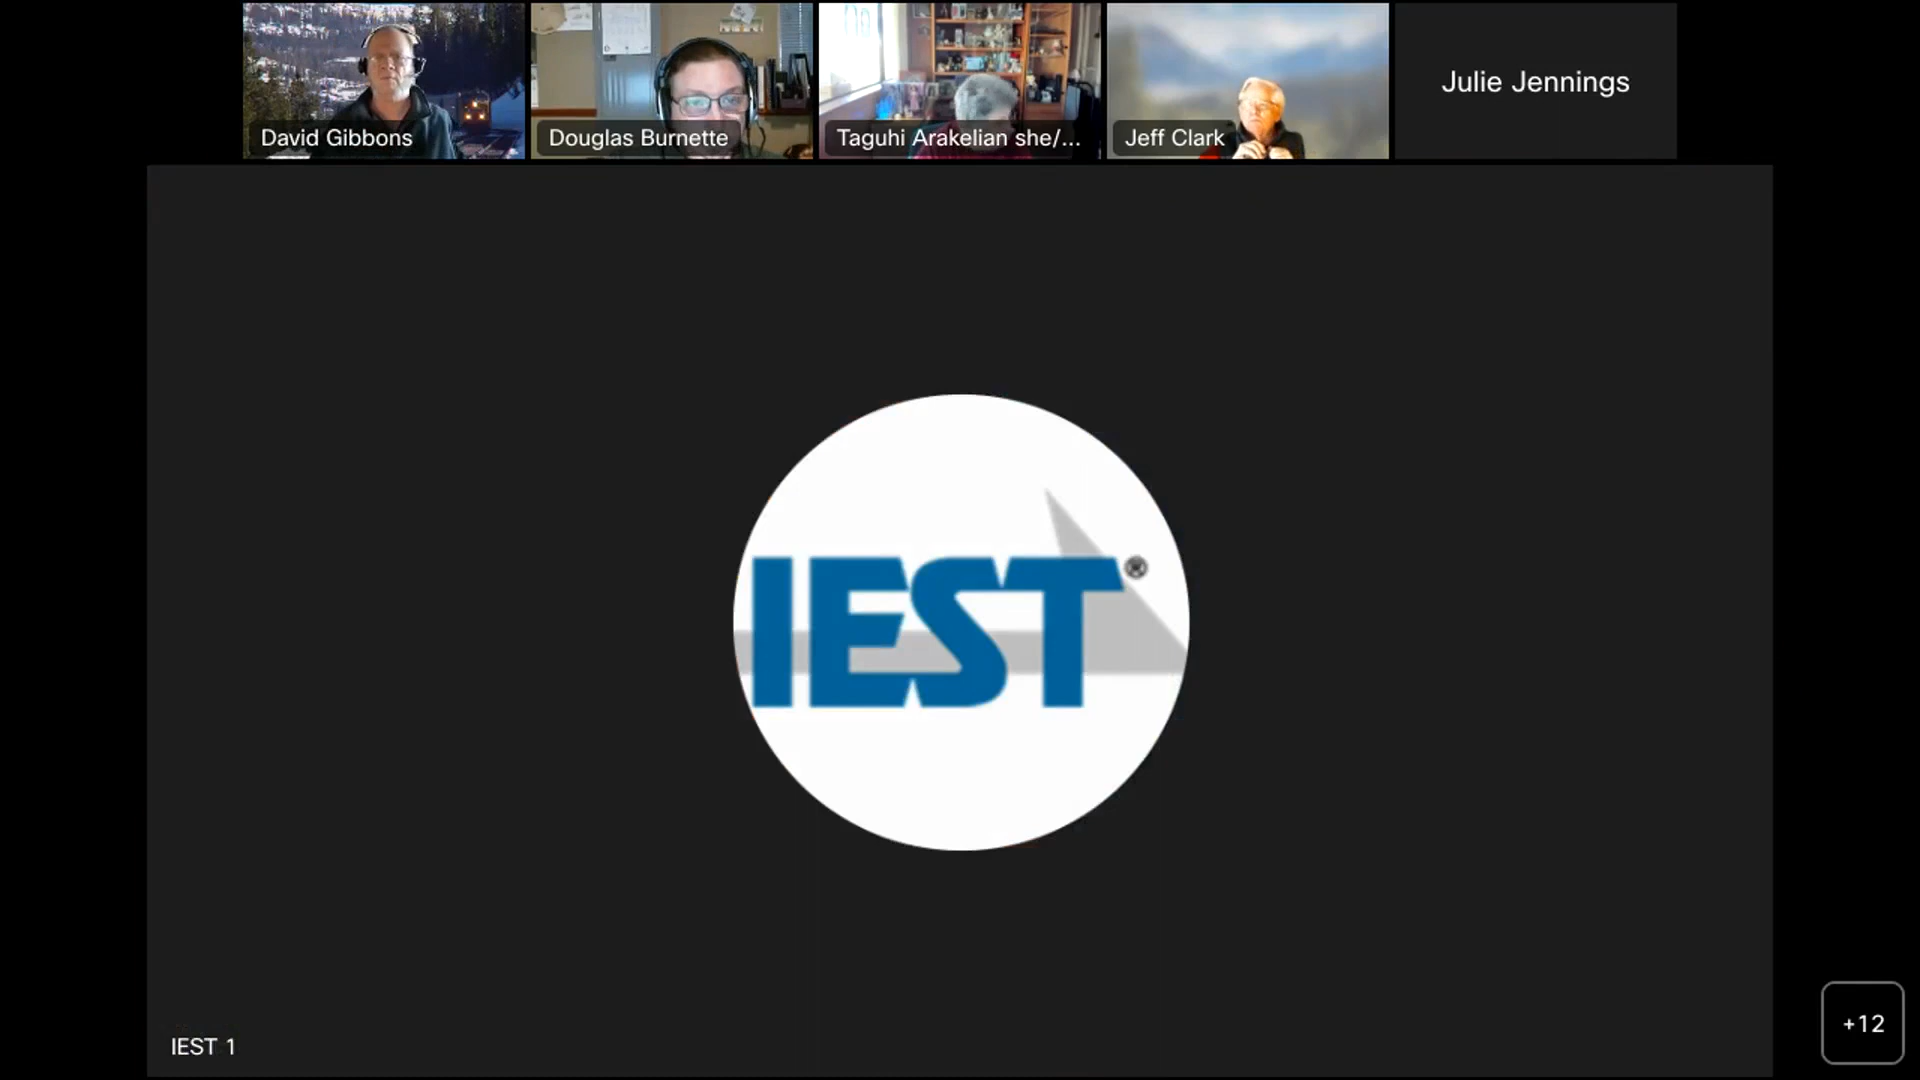 David Gibbons
Douglas Burnette
Taguhi Arakelian she/...
Jeff Clark
Julie Jennings
IEST®
IEST 1
+12